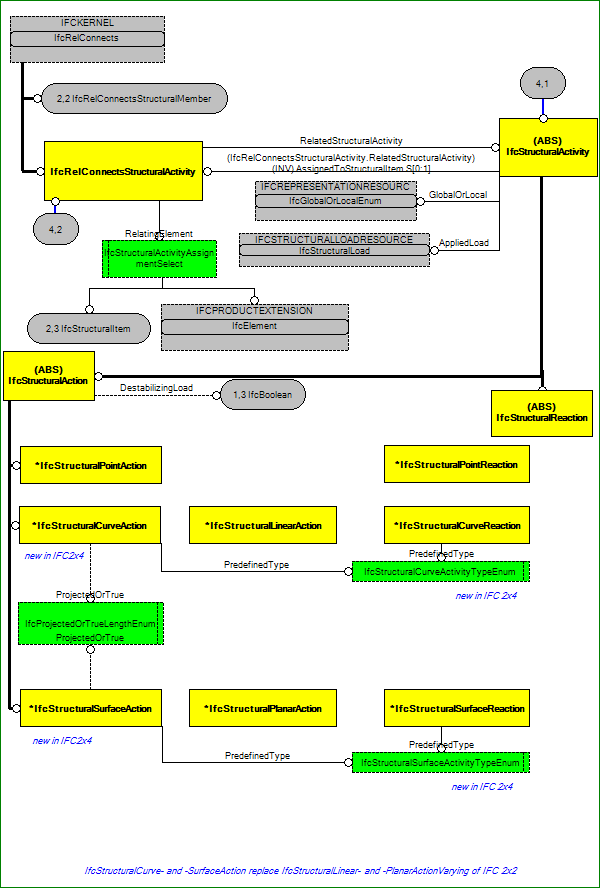 IFCKERNEL
IfcRelConnects
4,1
2,2 IfcRelConnectsStructuralMember
(ABS)
IfcStructuralActivity
RelatedStructuralActivity
(IfcRelConnectsStructuralActivity.RelatedStructuralActivity)
(INV) AssignedToStructuralItem S[0:1]
IfcRelConnectsStructuralActivity
IFCREPRESENTATIONRESOURC
IfcGlobalOrLocalEnum
GlobalOrLocal
4,2
RelatingElement
IFCSTRUCTURALLOADRESOURCE
IfcStructuralLoad
AppliedLoad
IfcStructuralActivityAssign
mentSelect
IFCPRODUCTEXTENSION
IfcElement
2,3 IfcStructuralItem
(ABS)
IfcStructuralAction
DestabilizingLoad
1,3 IfcBoolean
(ABS)
IfcStructuralReaction
*IfcStructuralPointAction
*IfcStructuralPointReaction
*IfcStructuralCurveAction
*IfcStructuralLinearAction
*IfcStructuralCurveReaction
new in IFC2x4
PredefinedType
PredefinedType
IfcStructuralCurveActivityTypeEnum
ProjectedOrTrue
new in IFC 2x4
IfcProjectedOrTrueLengthEnum
ProjectedOrTrue
*IfcStructuralSurfaceAction
*IfcStructuralPlanarAction
*IfcStructuralSurfaceReaction
new in IFC2x4
PredefinedType
PredefinedType
IfcStructuralSurfaceActivityTypeEnum
new in IFC 2x4
IfcStructuralCurve- and -SurfaceAction replace IfcStructuralLinear- and -PlanarActionVarying of IFC 2x2